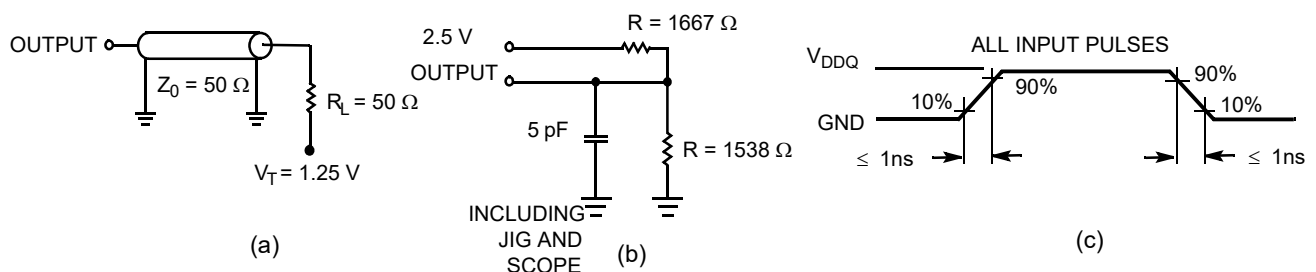 OUTPUT
Z0 = 50 Ω
RL = 50 Ω
VT = 1.25 V
(a)
R = 1667 Ω
2.5 V
OUTPUT
5 pF
R = 1538 Ω
INCLUDING
JIG AND
SCOPE
(b)
ALL INPUT PULSES
VDDQ
GND
10%
90%
90%
10%
≤ 1ns
≤ 1ns
(c)